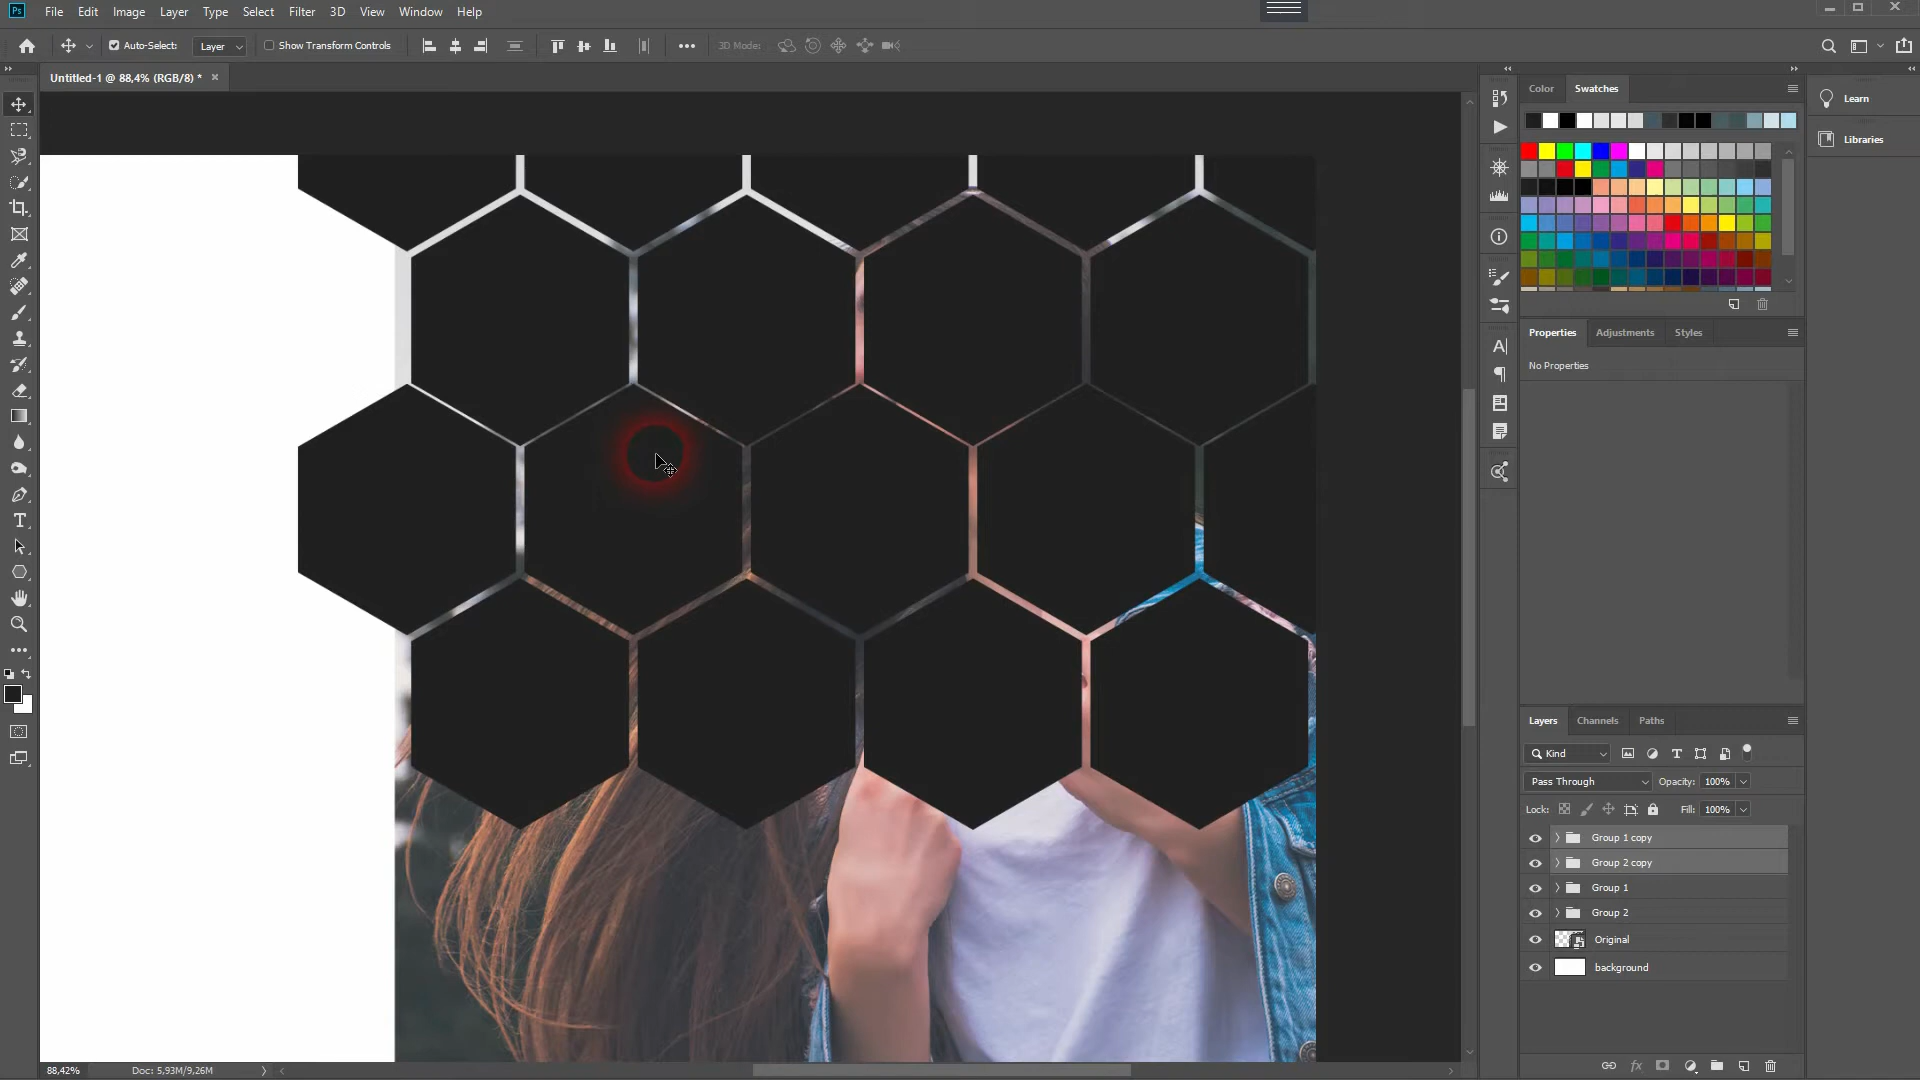 Ps File Edit Image Layer Type Select Filter 3D View Window Help
Auto-Select: Layer Show Transform Controls 3D Mode:
Untitled-1 @ 88,4% (RGB/8) *
Color Swatches
Learn
Libraries
Properties Adjustments Styles
No Properties
Layers Channels Paths
Kind
Pass Through Opacity: 100%
Lock: Fill: 100%
Group 1 copy
Group 2 copy
Group 1
Group 2
Original
background
88,42% Doc: 5,93M/9,26M